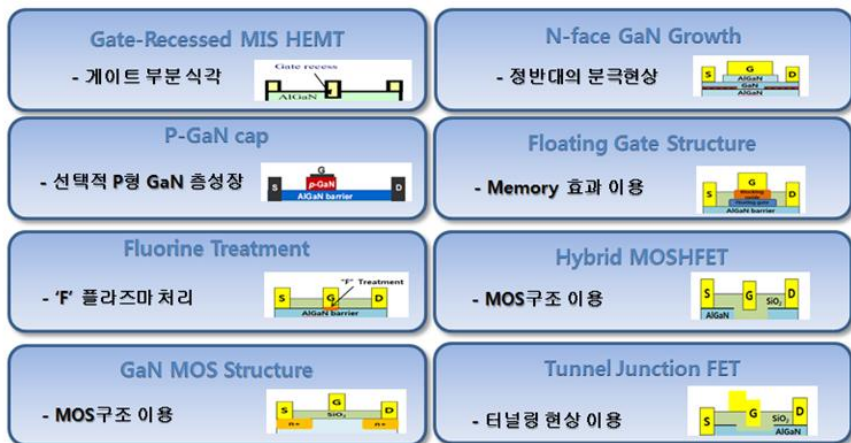 Gate-Recessed MIS HEMT
- 게이트 부분 식각
Gate recess
AlGaN
N-face GaN Growth
- 정반대의 분극현상
S
G
D
AlGaN
GaN
AlGaN
P-GaN cap
- 선택적 P형 GaN 층성장
G
S
p-GaN
D
AlGaN barrier
Floating Gate Structure
- Memory 효과 이용
S
G
D
Blocking oxide
Floating gate
AlGaN barrier
Fluorine Treatment
- ‘F’ 플라즈마 처리
"F" Treatment
S
G
D
AlGaN barrier
Hybrid MOSHFET
- MOS구조 이용
S
G
D
SiO₂
AlGaN
GaN MOS Structure
- MOS구조 이용
S
G
D
SiO₂
n+
n+
Tunnel Junction FET
- 터널링 현상 이용
S
G
D
SiO₂
AlGaN